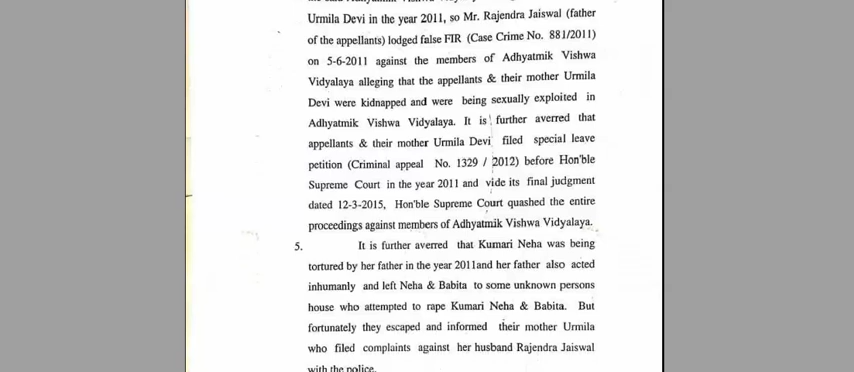 Urmila Devi in the year 2011, so Mr. Rajendra Jaiswal (father
of the appellants) lodged false FIR (Case Crime No. 881/2011)
on 5-6-2011 against the members of Adhyatmik Vishwa
Vidyalaya alleging that the appellants & their mother Urmila
Devi were kidnapped and were being sexually exploited in
Adhyatmik Vishwa Vidyalaya. It is further averred that
appellants & their mother Urmila Devi filed special leave
petition (Criminal appeal No. 1329 / 2012) before Hon'ble
Supreme Court in the year 2011 and vide its final judgment
dated 12-3-2015, Hon'ble Supreme Court quashed the entire
proceedings against members of Adhyatmik Vishwa Vidyalaya.
5. It is further averred that Kumari Neha was being
tortured by her father in the year 2011and her father also acted
inhumanly and left Neha & Babita to some unknown persons
house who attempted to rape Kumari Neha & Babita. But
fortunately they escaped and informed their mother Urmila
who filed complaints against her husband Rajendra Jaiswal
with the police.